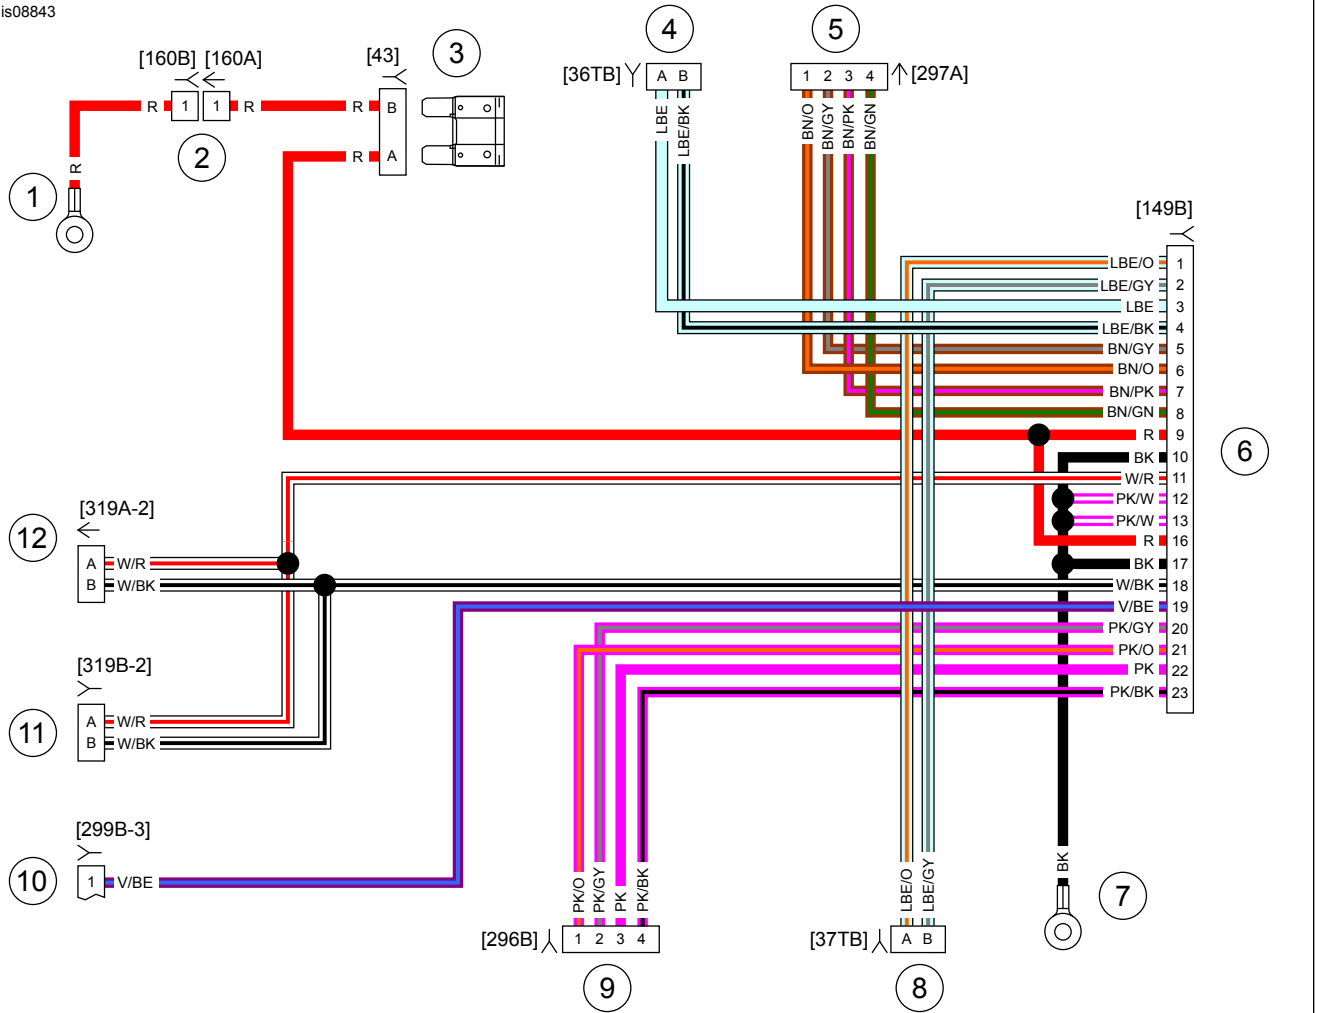 is08843
[160B] [160A] [43] 3 4 5
[36TB] A B 1 2 3 4 [297A]
R 1 1 R R B
LBE LBE/BK BN/O BN/GY BN/PK BN/GN
2 R A
1 R
[149B]
LBE/O 1
LBE/GY 2
LBE 3
LBE/BK 4
BN/GY 5
BN/O 6
BN/PK 7
BN/GN 8
R 9
6
BK 10
W/R 11
PK/W 12
PK/W 13
R 16
BK 17
W/BK 18
V/BE 19
PK/GY 20
PK/O 21
PK 22
PK/BK 23
[319A-2]
12
A W/R
B W/BK
[319B-2]
11
A W/R
B W/BK
[299B-3]
10 1 V/BE
PK/O PK/GY PK PK/BK LBE/O LBE/GY BK
7
[296B] 1 2 3 4 [37TB] A B
9 8